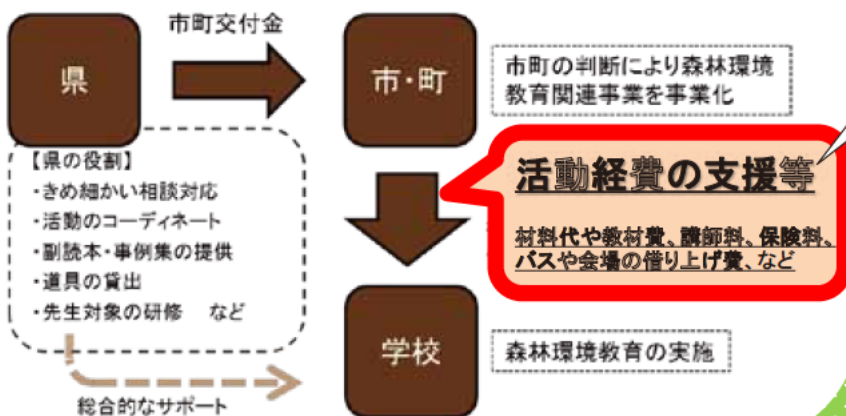 市町交付金
県
市・町
市町の判断により森林環境
教育関連事業を事業化
【県の役割】
・きめ細かい相談対応
・活動のコーディネート
・副読本・事例集の提供
・道具の貸出
・先生対象の研修　など
活動経費の支援等
材料代や教材費、講師料、保険料、
バスや会場の借り上げ費、など
学校
森林環境教育の実施
総合的なサポート